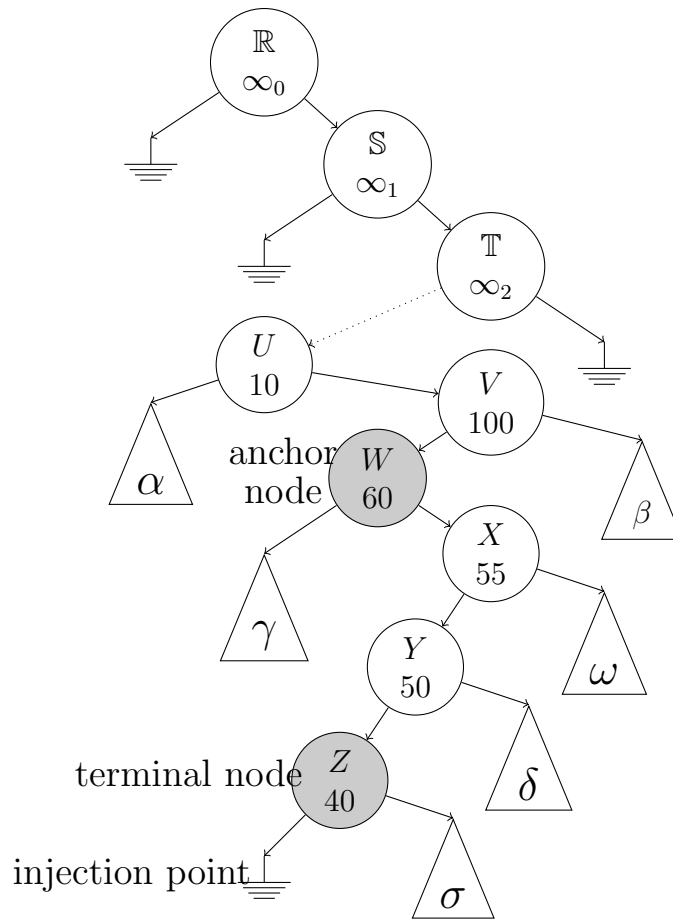 ℝ
∞₀
𝕊
∞₁
𝕋
∞₂
U
10
V
100
α
anchor
node
W
60
β
X
55
γ
Y
50
ω
terminal node
Z
40
δ
injection point
σ